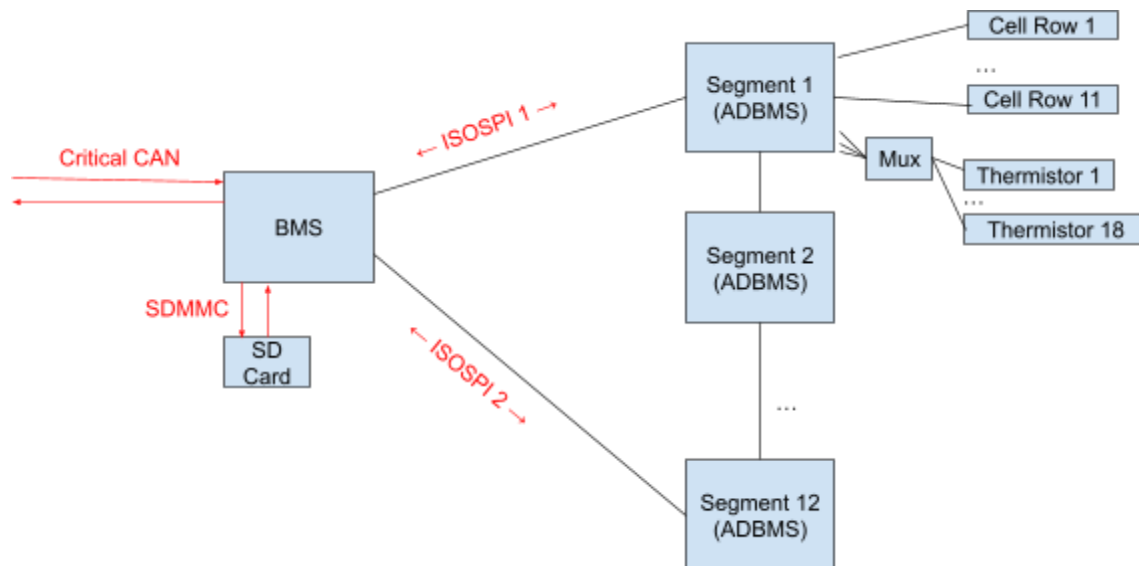 Critical CAN
BMS
SDMMC
SD
Card
← ISOSPI 1 →
← ISOSPI 2 →
Segment 1
(ADBMS)
Segment 2
(ADBMS)
...
Segment 12
(ADBMS)
Cell Row 1
...
Cell Row 11
Mux
Thermistor 1
...
Thermistor 18